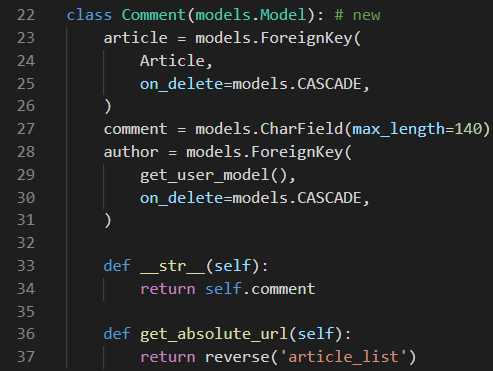 22 class Comment(models.Model): # new
23     article = models.ForeignKey(
24         Article,
25         on_delete=models.CASCADE,
26     )
27     comment = models.CharField(max_length=140)
28     author = models.ForeignKey(
29         get_user_model(),
30         on_delete=models.CASCADE,
31     )
32
33     def __str__(self):
34         return self.comment
35
36     def get_absolute_url(self):
37         return reverse('article_list')